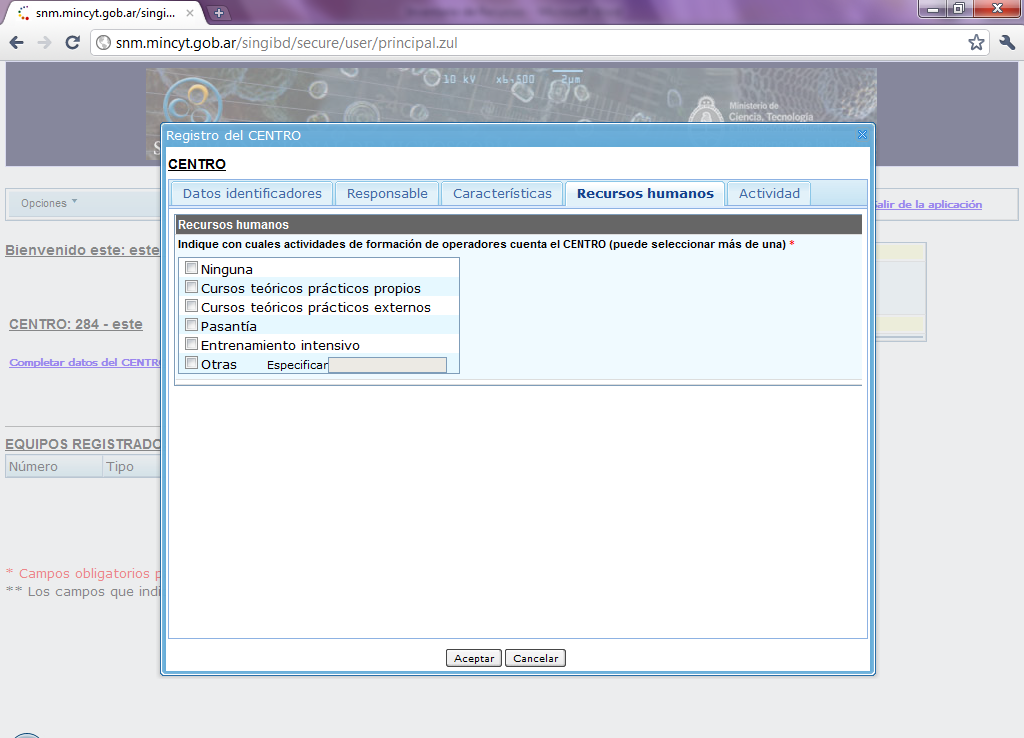 snm.mincyt.gob.ar/singi...
snm.mincyt.gob.ar/singibd/secure/user/principal.zul
10 kV x6,500 2μm
Ministerio de
Ciencia, Tecnología
Registro del CENTRO
CENTRO
Datos identificadores Responsable Características Recursos humanos Actividad
Opciones
Salir de la aplicación
Recursos humanos
Indique con cuales actividades de formación de operadores cuenta el CENTRO (puede seleccionar más de una) *
Bienvenido este: este
Ninguna
Cursos teóricos prácticos propios
Cursos teóricos prácticos externos
CENTRO: 284 - este
Pasantía
Entrenamiento intensivo
Completar datos del CENTRO
Otras Especificar
EQUIPOS REGISTRADO
Número Tipo
* Campos obligatorios p
** Los campos que indi
Aceptar Cancelar